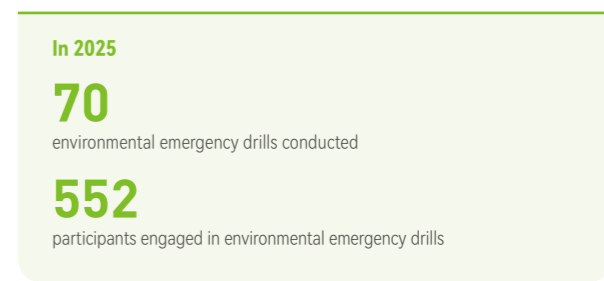 In 2025
70
environmental emergency drills conducted
552
participants engaged in environmental emergency drills